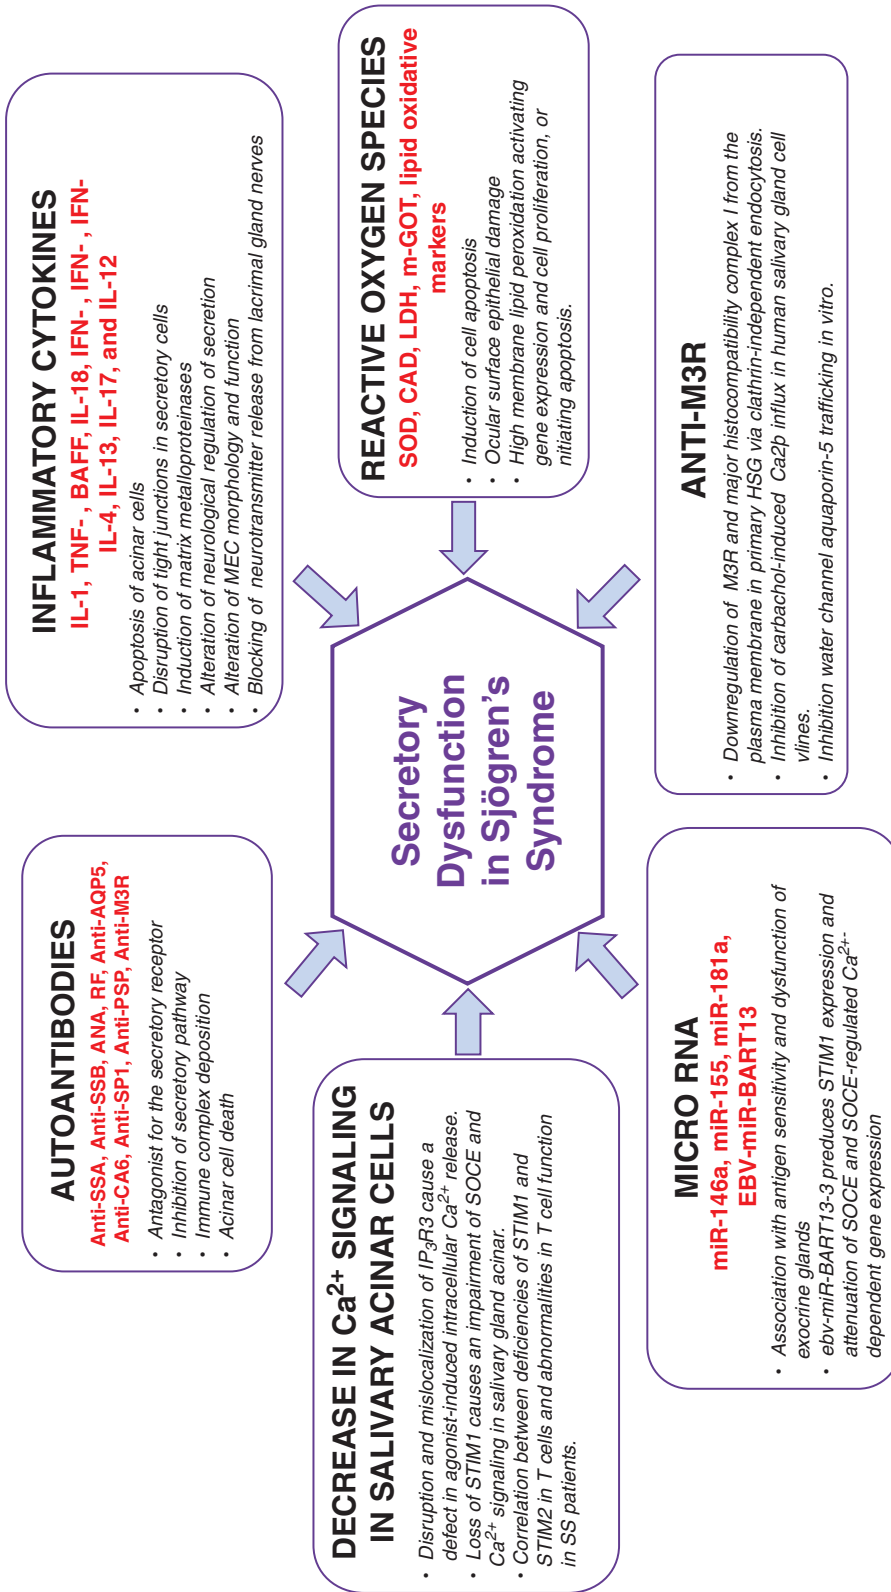 AUTOANTIBODIES
Anti-SSA, Anti-SSB, ANA, RF, Anti-AQP5,
Anti-CA6, Anti-SP1, Anti-PSP, Anti-M3R
• Antagonist for the secretory receptor
• Inhibition of secretory pathway
• Immune complex deposition
• Acinar cell death
INFLAMMATORY CYTOKINES
IL-1, TNF- , BAFF, IL-18, IFN- , IFN- , IFN-
IL-4, IL-13, IL-17, and IL-12
• Apoptosis of acinar cells
• Disruption of tight junctions in secretory cells
• Induction of matrix metalloproteinases
• Alteration of neurological regulation of secretion
• Alteration of MEC morphology and function
• Blocking of neurotransmitter release from lacrimal gland nerves
DECREASE IN Ca²⁺ SIGNALING
IN SALIVARY ACINAR CELLS
• Disruption and mislocalization of IP₃R3 cause a
defect in agonist-induced intracellular Ca²⁺ release.
• Loss of STIM1 causes an impairment of SOCE and
Ca²⁺ signaling in salivary gland acinar.
• Correlation between deficiencies of STIM1 and
STIM2 in T cells and abnormalities in T cell function
in SS patients.
Secretory
Dysfunction
in Sjögren's
Syndrome
REACTIVE OXYGEN SPECIES
SOD, CAD, LDH, m-GOT, lipid oxidative
markers
• Induction of cell apoptosis
• Ocular surface epithelial damage
• High membrane lipid peroxidation activating
gene expression and cell proliferation, or
nitiating apoptosis.
MICRO RNA
miR-146a, miR-155, miR-181a,
EBV-miR-BART13
• Association with antigen sensitivity and dysfunction of
exocrine glands
• ebv-miR-BART13-3 preduces STIM1 expression and
attenuation of SOCE and SOCE-regulated Ca²⁺-
dependent gene expression
ANTI-M3R
• Downregulation of M3R and major histocompatibility complex I from the
plasma membrane in primary HSG via clathrin-independent endocytosis.
• Inhibition of carbachol-induced Ca2þ influx in human salivary gland cell
vlines.
• Inhibition water channel aquaporin-5 trafficking in vitro.